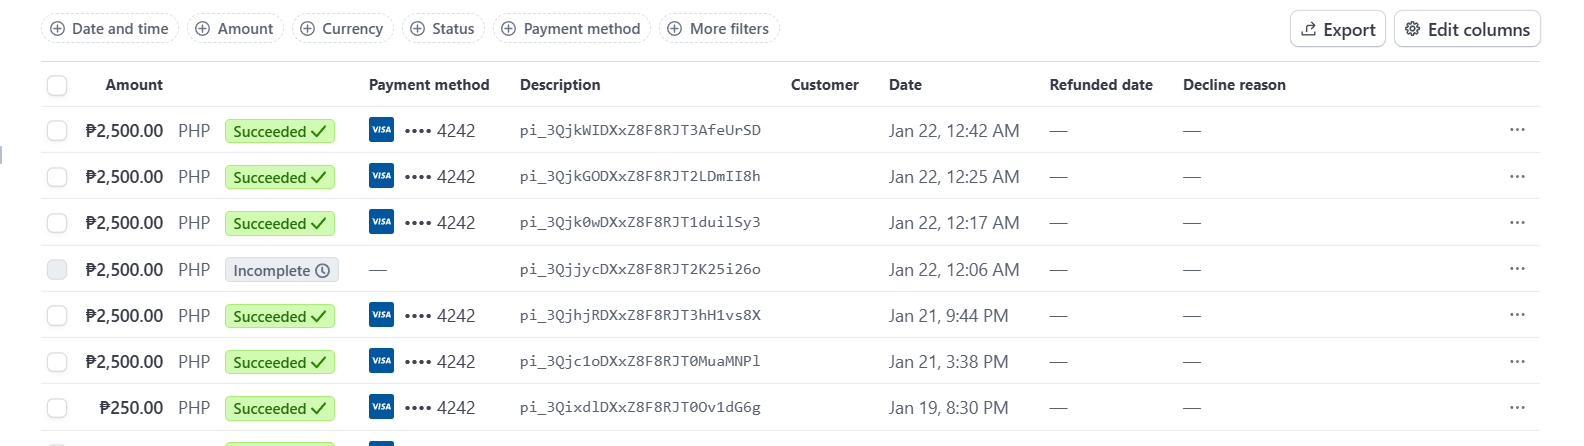 Date and time Amount Currency Status Payment method More filters Export Edit columns
Amount Payment method Description Customer Date Refunded date Decline reason
₱2,500.00 PHP Succeeded VISA •••• 4242 pi_3QjkWIDXxZ8F8RJT3AfeUrSD Jan 22, 12:42 AM — — ···
₱2,500.00 PHP Succeeded VISA •••• 4242 pi_3QjkGODXxZ8F8RJT2LDmII8h Jan 22, 12:25 AM — — ···
₱2,500.00 PHP Succeeded VISA •••• 4242 pi_3Qjk0wDXxZ8F8RJT1duilSy3 Jan 22, 12:17 AM — — ···
₱2,500.00 PHP Incomplete — pi_3QjjycDXxZ8F8RJT2K25i26o Jan 22, 12:06 AM — — ···
₱2,500.00 PHP Succeeded VISA •••• 4242 pi_3QjhjRDXxZ8F8RJT3hH1vs8X Jan 21, 9:44 PM — — ···
₱2,500.00 PHP Succeeded VISA •••• 4242 pi_3Qjc1oDXxZ8F8RJT0MuaMNPl Jan 21, 3:38 PM — — ···
₱250.00 PHP Succeeded VISA •••• 4242 pi_3QixdlDXxZ8F8RJT0Ov1dG6g Jan 19, 8:30 PM — — ···